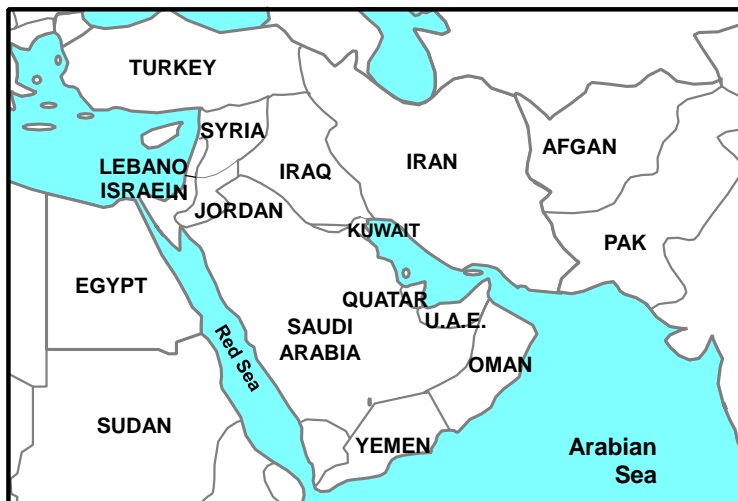 TURKEY
SYRIA
LEBANO
ISRAEIN
IRAQ
IRAN
AFGAN
JORDAN
KUWAIT
PAK
EGYPT
QUATAR
U.A.E.
SAUDI
ARABIA
Red Sea
OMAN
SUDAN
YEMEN
Arabian
Sea